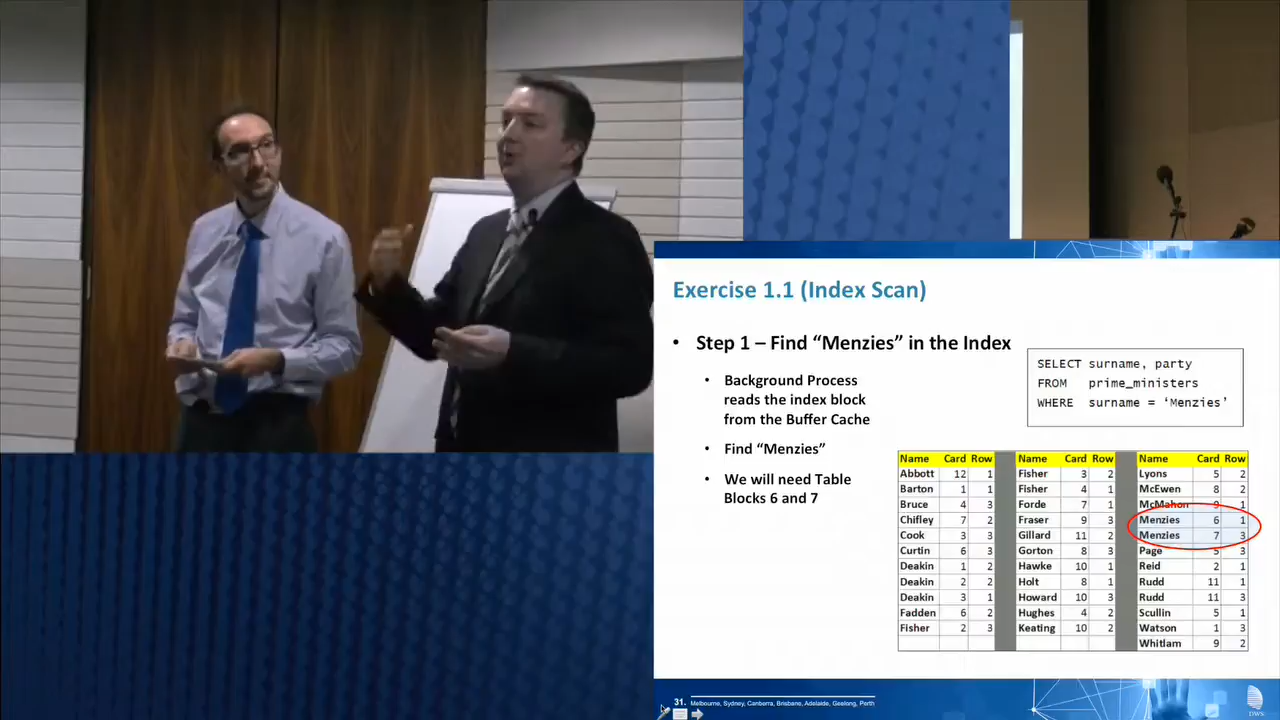 Exercise 1.1 (Index Scan)
• Step 1 – Find “Menzies” in the Index
• Background Process
reads the index block
from the Buffer Cache
• Find “Menzies”
• We will need Table
Blocks 6 and 7
SELECT surname, party
FROM prime_ministers
WHERE surname = ‘Menzies’
Name Card Row Name Card Row Name Card Row
Abbott 12 1 Fisher 3 2 Lyons 5 2
Barton 1 1 Fisher 4 1 McEwen 8 2
Bruce 4 3 Forde 7 1 McMahon 9 1
Chifley 7 2 Fraser 9 3 Menzies 6 1
Cook 3 3 Gillard 11 2 Menzies 7 3
Curtin 6 3 Gorton 8 3 Page 5 3
Deakin 1 2 Hawke 10 1 Reid 2 1
Deakin 2 2 Holt 8 1 Rudd 11 1
Deakin 3 1 Howard 10 3 Rudd 11 3
Fadden 6 2 Hughes 4 2 Scullin 5 1
Fisher 2 3 Keating 10 2 Watson 1 3
Whitlam 9 2
31. Melbourne, Sydney, Canberra, Brisbane, Adelaide, Geelong, Perth
DWS